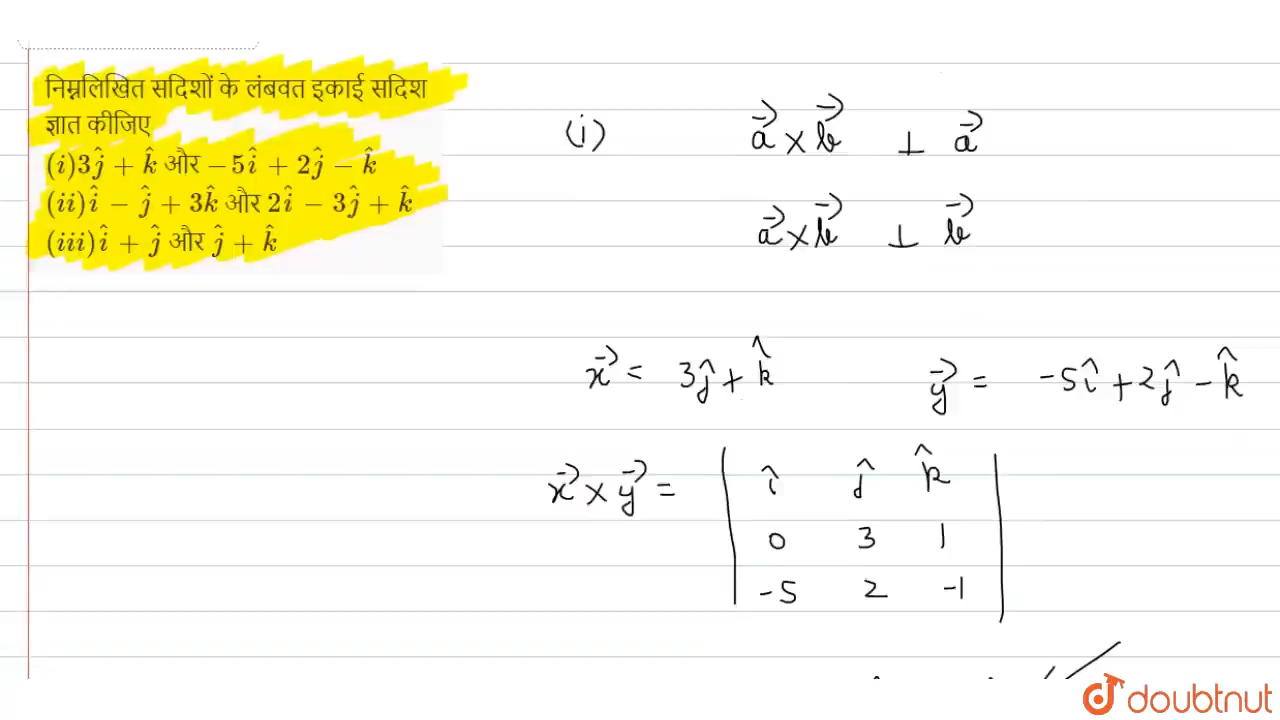 निम्नलिखित सदिशों के लंबवत इकाई सदिश
ज्ञात कीजिए
(i)3ĵ + k̂ और −5î + 2ĵ − k̂
(ii)î − ĵ + 3k̂ और 2î − 3ĵ + k̂
(iii)î + ĵ और ĵ + k̂
(i) a⃗ × b⃗ ⊥ a⃗
a⃗ × b⃗ ⊥ b⃗
x⃗ = 3ĵ + k̂ y⃗ = -5î + 2ĵ - k̂
x⃗ × y⃗ = | î ĵ k̂ |
0 3 1
-5 2 -1
doubtnut